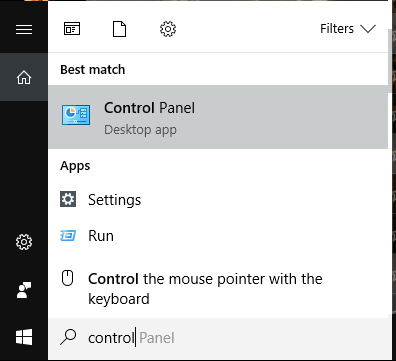 Filters
Best match
Control Panel
Desktop app
Apps
Settings
Run
Control the mouse pointer with the
keyboard
control Panel